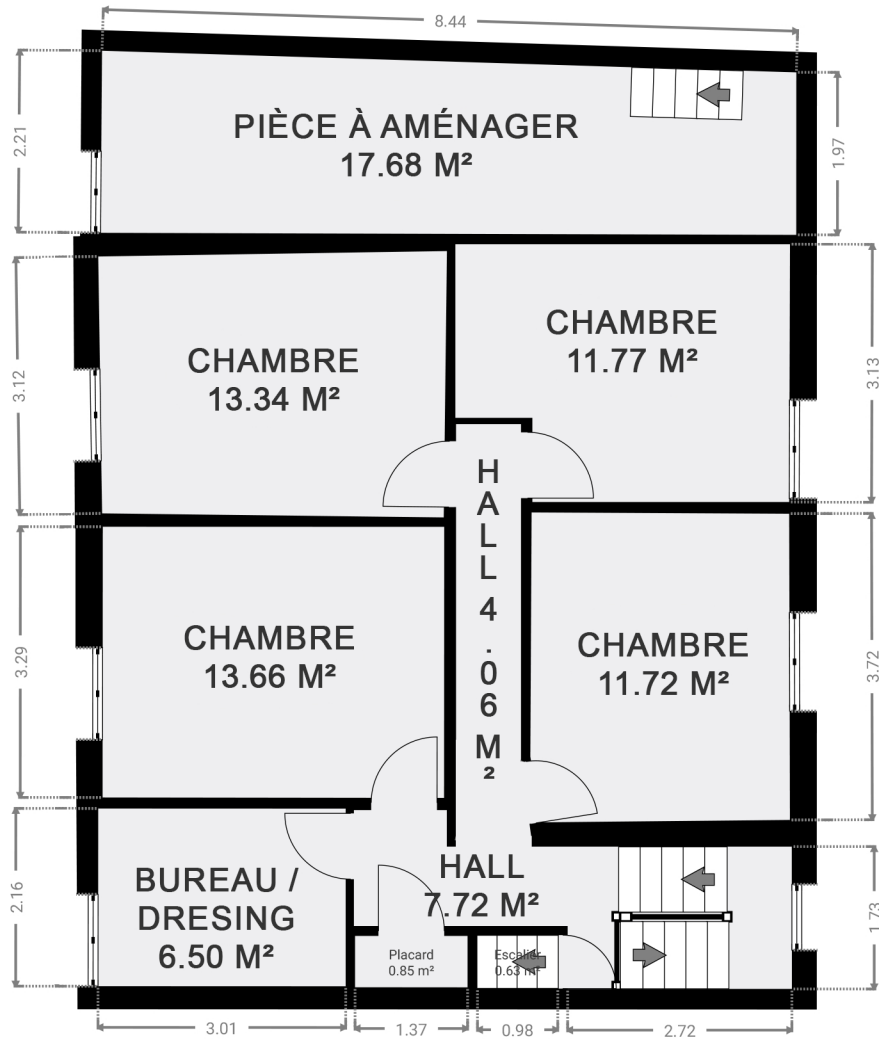 8.44
2.21
1.97
PIÈCE À AMÉNAGER
17.68 M²
3.12
3.13
CHAMBRE
13.34 M²
CHAMBRE
11.77 M²
HALL 4.06 M²
3.29
3.72
CHAMBRE
13.66 M²
CHAMBRE
11.72 M²
2.16
1.73
BUREAU /
DRESING
6.50 M²
HALL
7.72 M²
Placard
0.85 m²
Escalier
0.63 m²
3.01
1.37
0.98
2.72